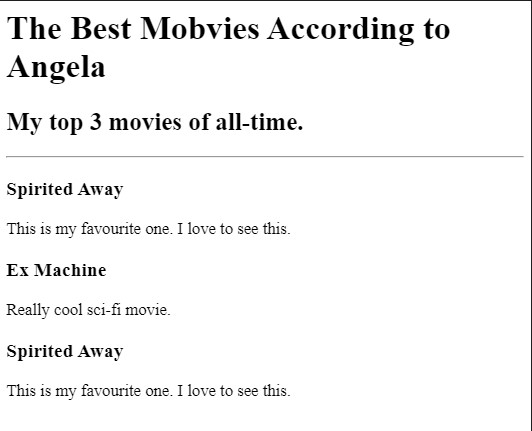 The Best Mobvies According to
Angela
My top 3 movies of all-time.
Spirited Away
This is my favourite one. I love to see this.
Ex Machine
Really cool sci-fi movie.
Spirited Away
This is my favourite one. I love to see this.